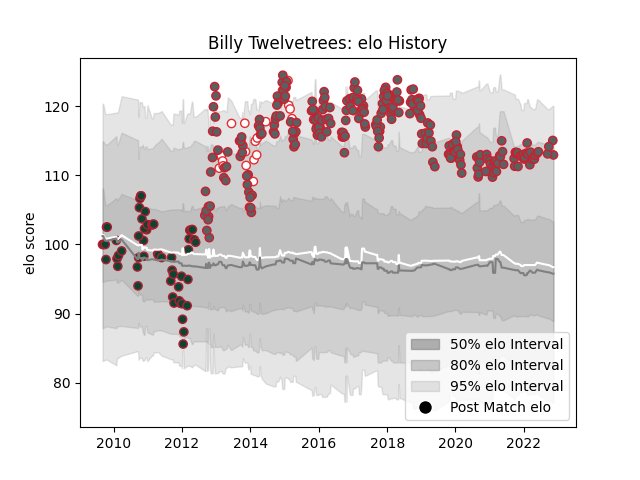 Billy Twelvetrees: elo History
elo score
120
110
100
90
80
2010 2012 2014 2016 2018 2020 2022
50% elo Interval
80% elo Interval
95% elo Interval
Post Match elo